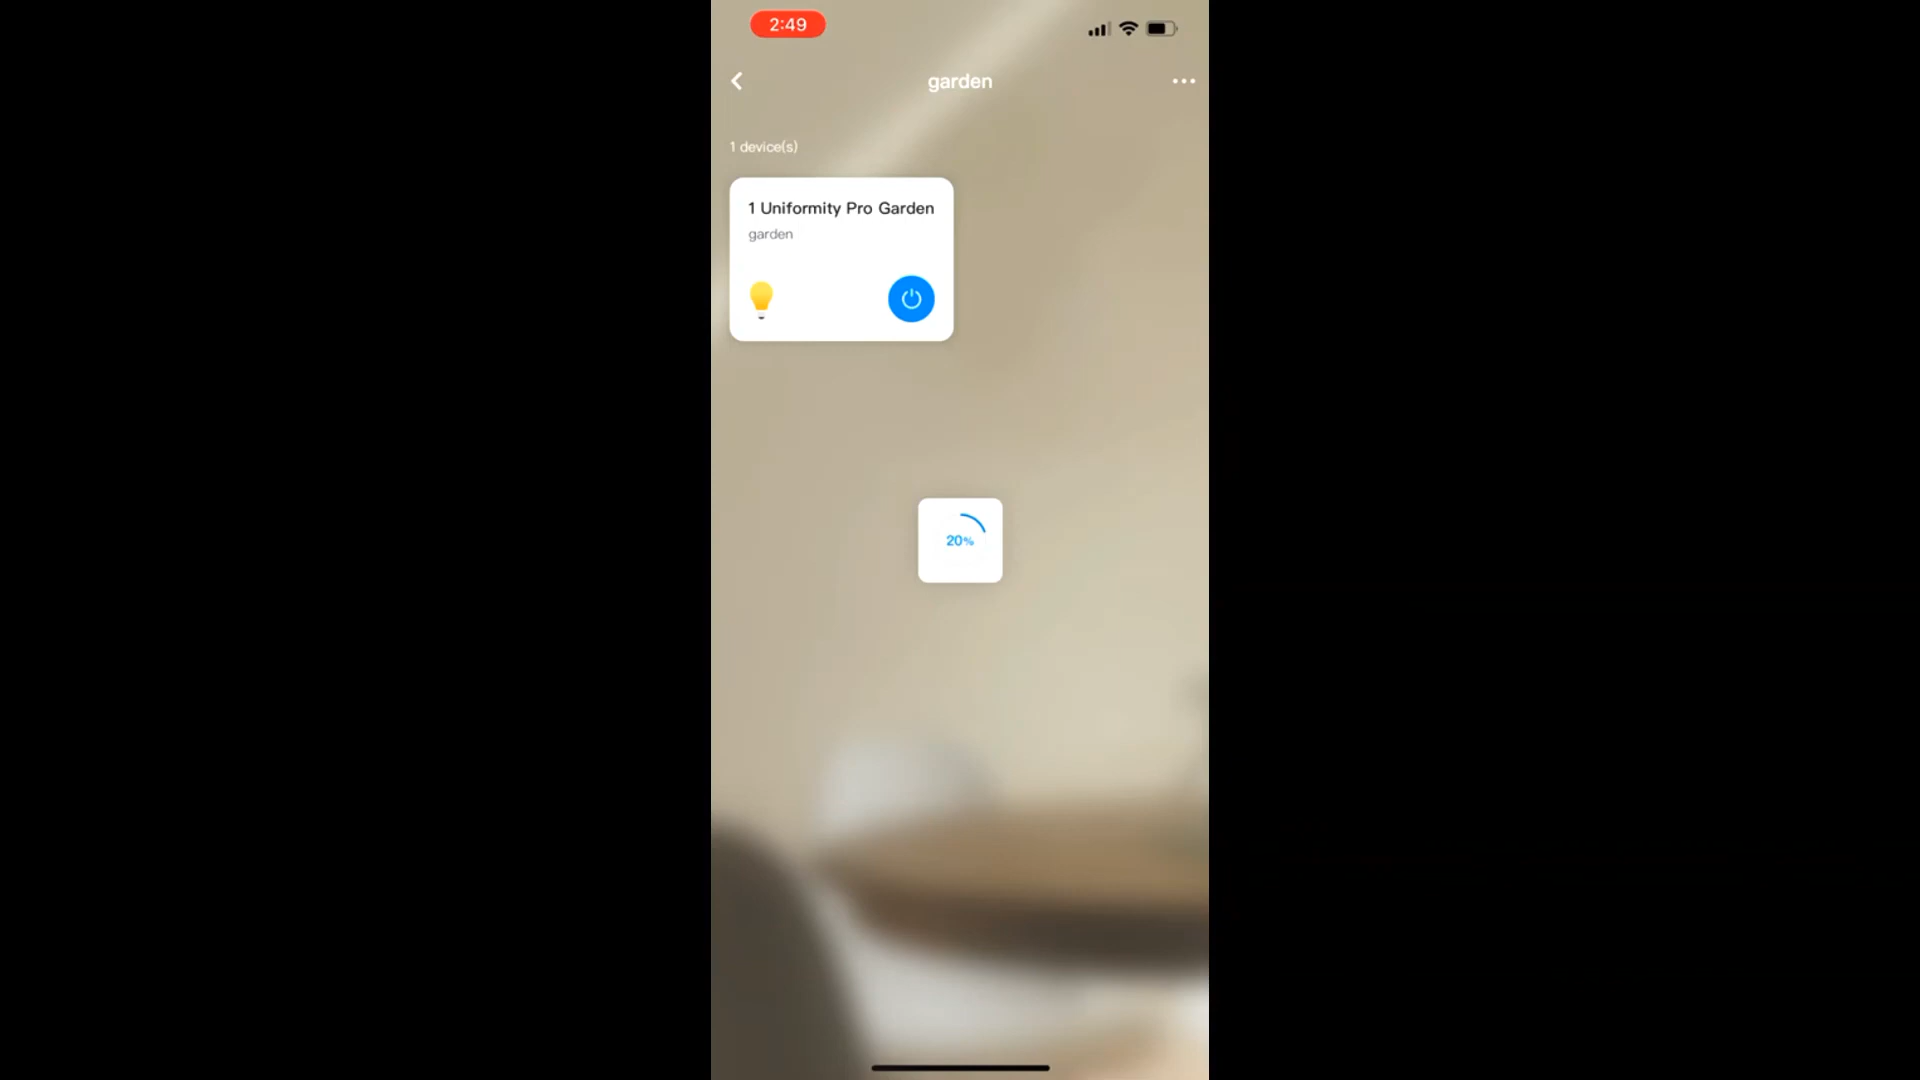 2:49
garden
1 device(s)
1 Uniformity Pro Garden
garden
20%